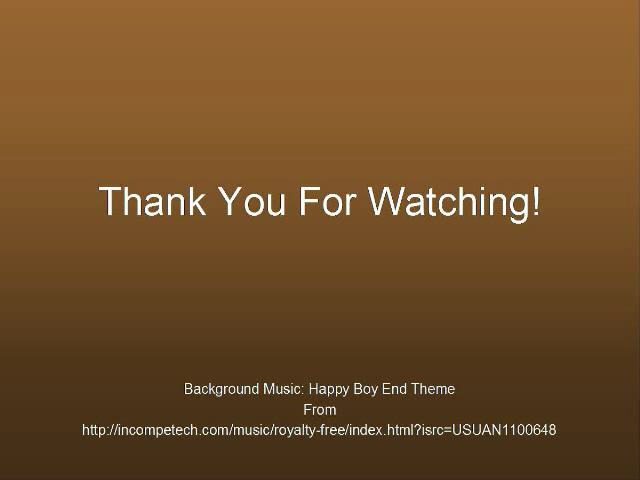 Thank You For Watching!
Background Music: Happy Boy End Theme
From
http://incompetech.com/music/royalty-free/index.html?isrc=USUAN1100648